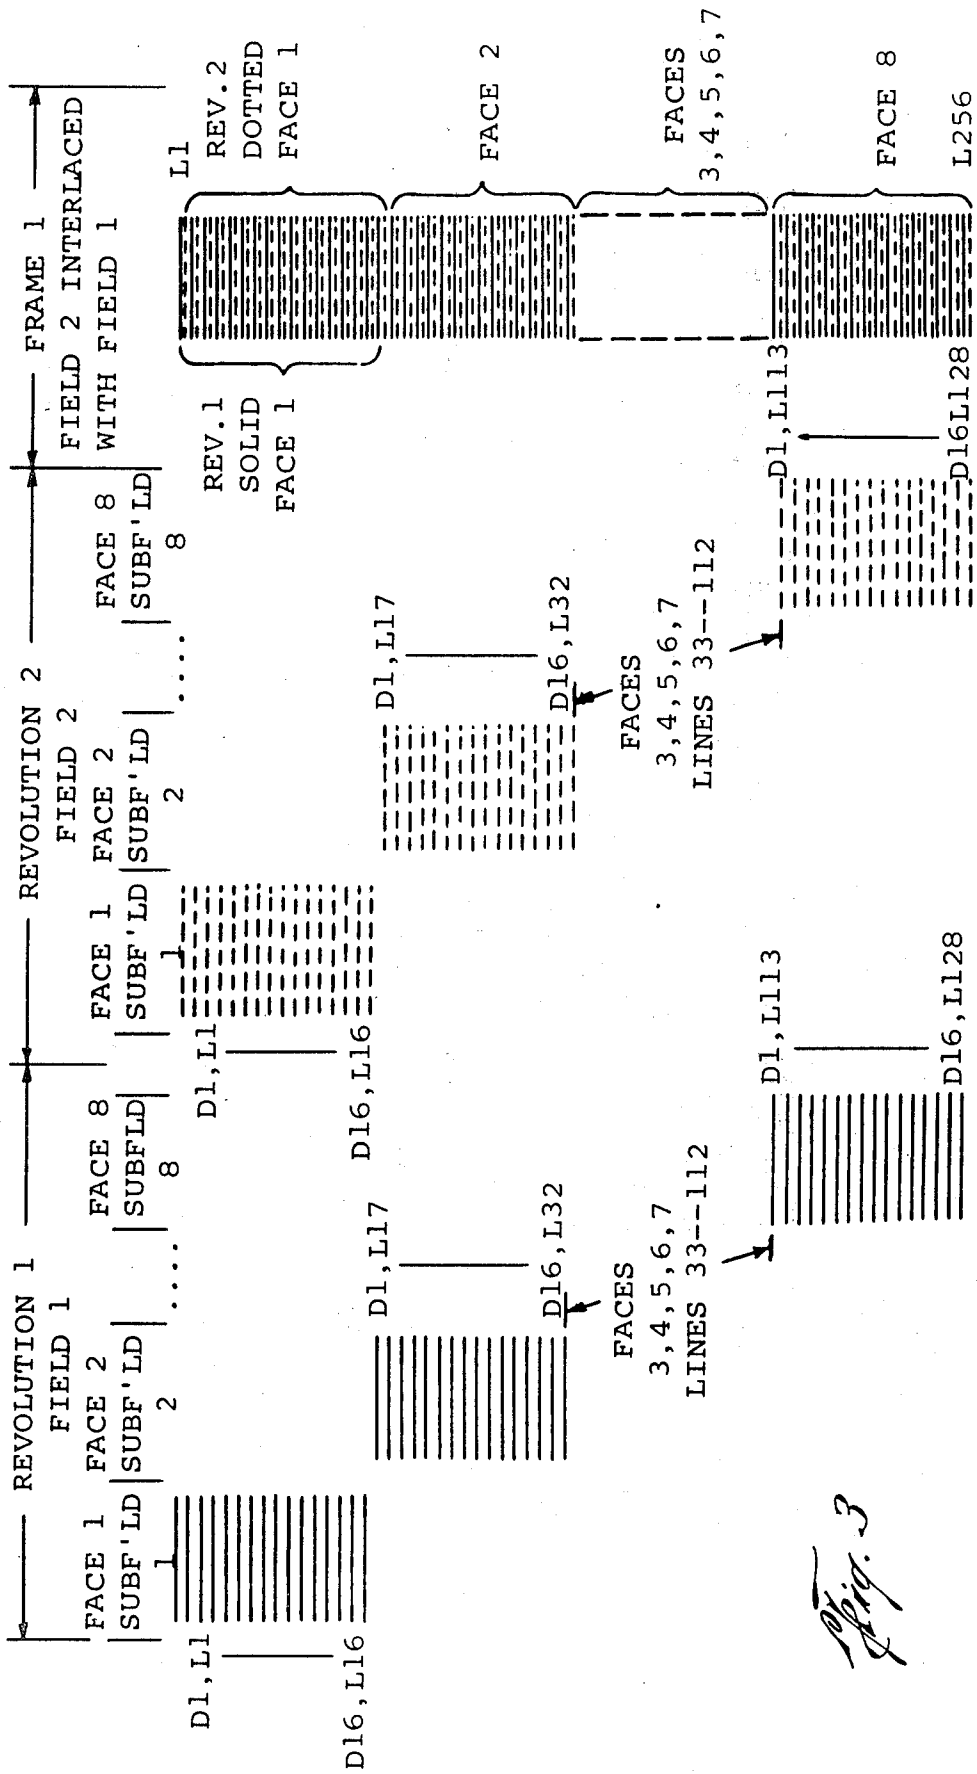 REVOLUTION 1
FIELD 1
FACE 1 FACE 2 FACE 8
SUBF'LD SUBF'LD .... SUBFLD
1 2 8
REVOLUTION 2
FIELD 2
FACE 1 FACE 2 FACE 8
SUBF'LD SUBF'LD .... SUBF'LD
1 2 8
FRAME 1
FIELD 2 INTERLACED
WITH FIELD 1
D1,L1
D16,L16
D1,L17
D16,L32
FACES
3,4,5,6,7
LINES 33--112
D1,L113
D16,L128
D1,L1
D16,L16
D1,L17
D16,L32
FACES
3,4,5,6,7
LINES 33--112
D1,L113
D16L128
REV.1
SOLID
FACE 1
L1
REV.2
DOTTED
FACE 1
FACE 2
FACES
3,4,5,6,7
FACE 8
L256
Fig. 3